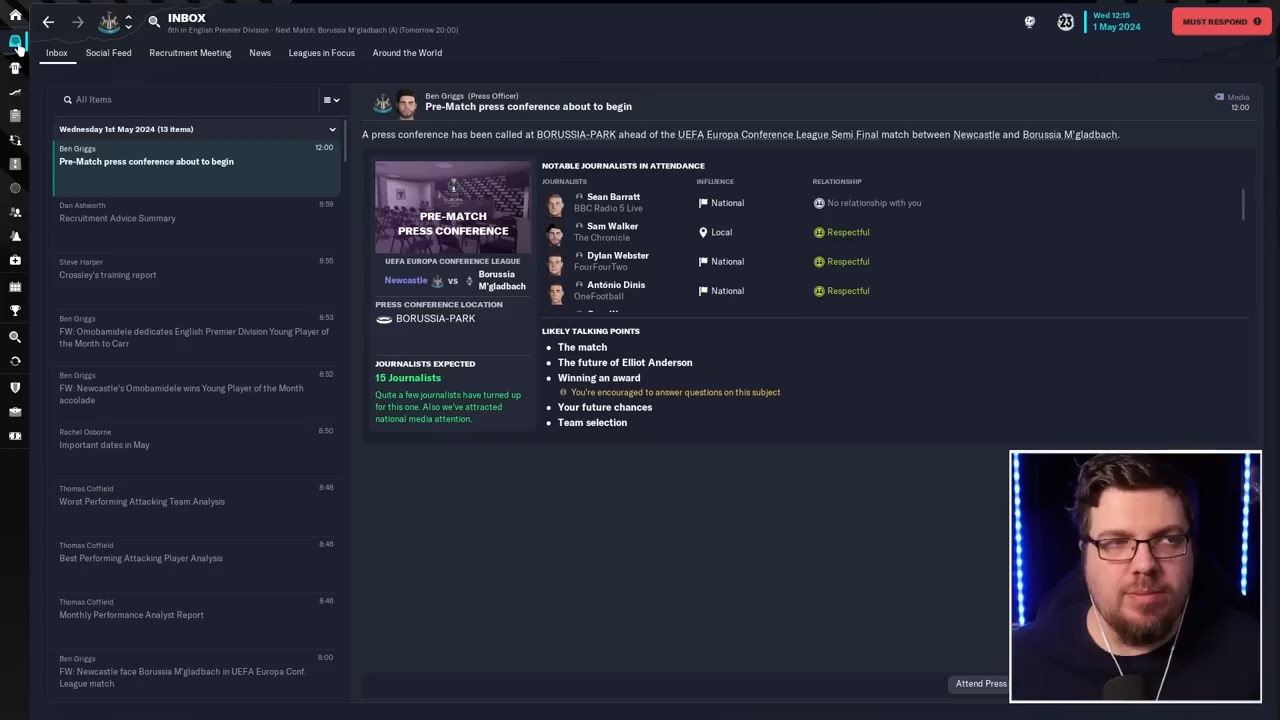 INBOX
8th in English Premier Division - Next Match: Borussia M'gladbach (A) (Tomorrow 20:00)
23
Wed 12:15
1 May 2024
MUST RESPOND
Inbox
Social Feed
Recruitment Meeting
News
Leagues in Focus
Around the World
All Items
Wednesday 1st May 2024 (13 items)
Ben Griggs
12:00
Pre-Match press conference about to begin
Dan Ashworth
8:59
Recruitment Advice Summary
Steve Harper
8:55
Crossley's training report
Ben Griggs
8:53
FW: Omobamidele dedicates English Premier Division Young Player of
the Month to Carr
Ben Griggs
8:52
FW: Newcastle's Omobamidele wins Young Player of the Month
accolade
Rachel Osborne
8:50
Important dates in May
Thomas Coffield
8:48
Worst Performing Attacking Team Analysis
Thomas Coffield
8:46
Best Performing Attacking Player Analysis
Thomas Coffield
8:46
Monthly Performance Analyst Report
Ben Griggs
8:00
FW: Newcastle face Borussia M'gladbach in UEFA Europa Conf.
League match
Ben Griggs (Press Officer)
Pre-Match press conference about to begin
Media
12:00
A press conference has been called at BORUSSIA-PARK ahead of the UEFA Europa Conference League Semi Final match between Newcastle and Borussia M'gladbach.
PRE-MATCH
PRESS CONFERENCE
UEFA EUROPA CONFERENCE LEAGUE
Newcastle vs Borussia
M'gladbach
PRESS CONFERENCE LOCATION
BORUSSIA-PARK
JOURNALISTS EXPECTED
15 Journalists
Quite a few journalists have turned up
for this one. Also we've attracted
national media attention.
NOTABLE JOURNALISTS IN ATTENDANCE
JOURNALISTS
INFLUENCE
RELATIONSHIP
Sean Barratt
BBC Radio 5 Live
National
No relationship with you
Sam Walker
The Chronicle
Local
Respectful
Dylan Webster
FourFourTwo
National
Respectful
António Dinis
OneFootball
National
Respectful
LIKELY TALKING POINTS
The match
The future of Elliot Anderson
Winning an award
You're encouraged to answer questions on this subject
Your future chances
Team selection
Attend Press